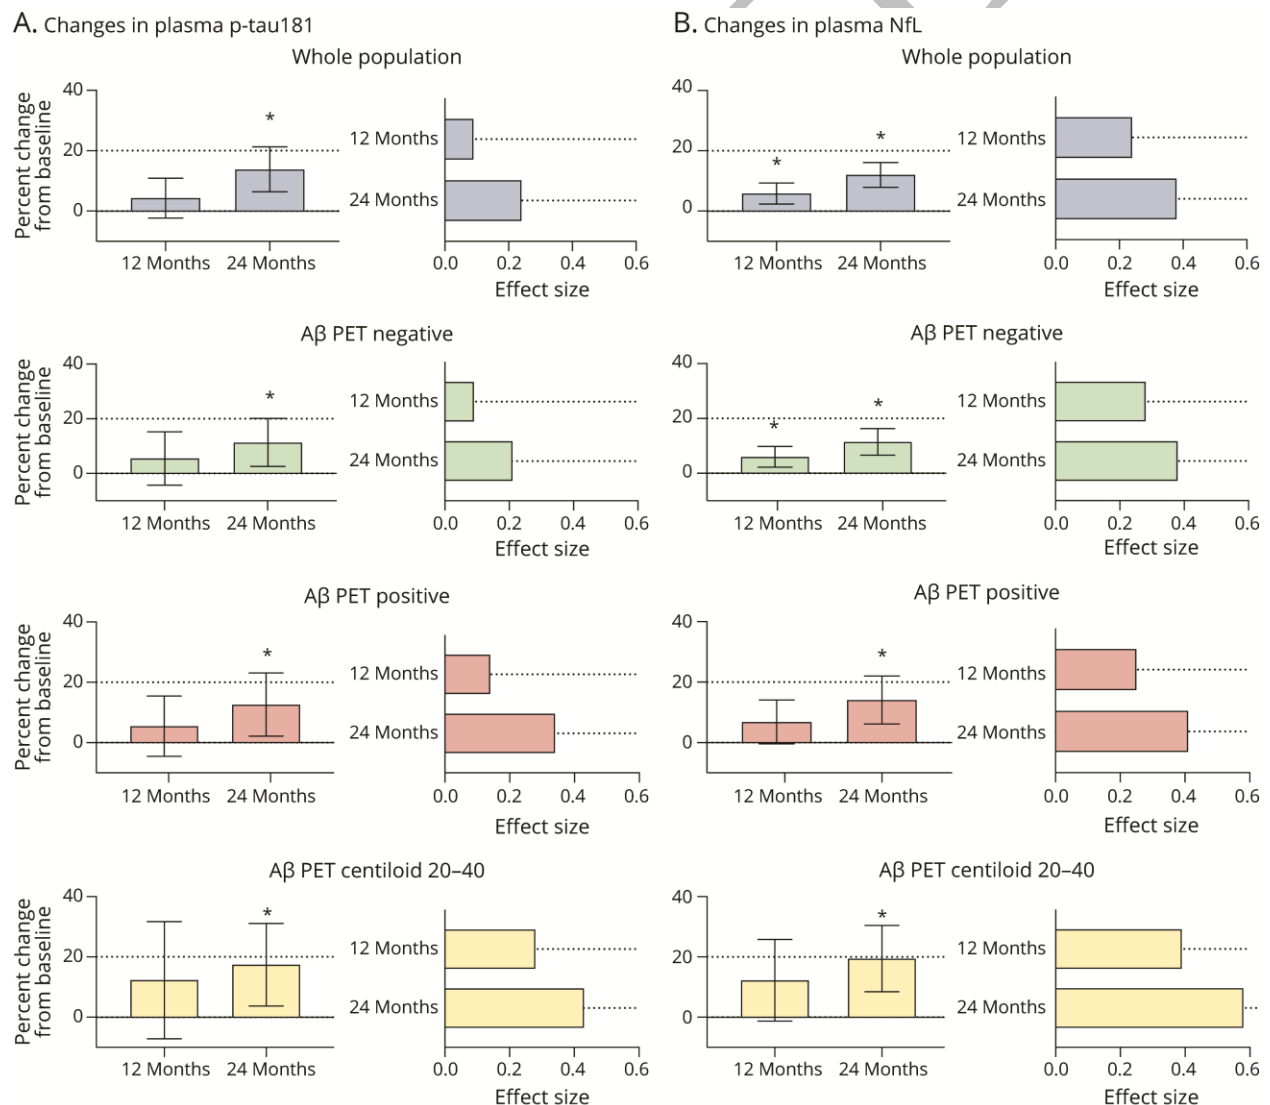 A. Changes in plasma p-tau181
Whole population
Percent change
from baseline
40
20
0
*
12 Months
24 Months
12 Months
24 Months
0.0 0.2 0.4 0.6
Effect size
Aβ PET negative
Percent change
from baseline
40
20
0
*
12 Months
24 Months
12 Months
24 Months
0.0 0.2 0.4 0.6
Effect size
Aβ PET positive
Percent change
from baseline
40
20
0
*
12 Months
24 Months
12 Months
24 Months
0.0 0.2 0.4 0.6
Effect size
Aβ PET centiloid 20–40
Percent change
from baseline
40
20
0
*
12 Months
24 Months
12 Months
24 Months
0.0 0.2 0.4 0.6
Effect size
B. Changes in plasma NfL
Whole population
40
20
0
*
*
12 Months
24 Months
12 Months
24 Months
0.0 0.2 0.4 0.6
Effect size
Aβ PET negative
40
20
0
*
*
12 Months
24 Months
12 Months
24 Months
0.0 0.2 0.4 0.6
Effect size
Aβ PET positive
40
20
0
*
12 Months
24 Months
12 Months
24 Months
0.0 0.2 0.4 0.6
Effect size
Aβ PET centiloid 20–40
40
20
0
*
12 Months
24 Months
12 Months
24 Months
0.0 0.2 0.4 0.6
Effect size